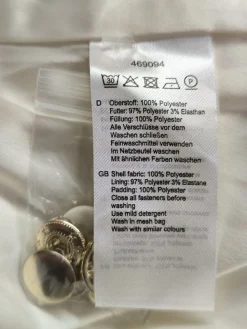 469094
30 P
D Oberstoff: 100% Polyester
Futter: 97% Polyester 3% Elasthan
Füllung: 100% Polyester
Alle Verschlüsse vor dem
Waschen schließen
Feinwaschmittel verwenden
Im Netzbeutel waschen
Mit ähnlichen Farben waschen
GB Shell fabric: 100% Polyester
Lining: 97% Polyester 3% Elastane
Padding: 100% Polyester
Close all fasteners before
washing
Use mild detergent
Wash in mesh bag
Wash with similar colours